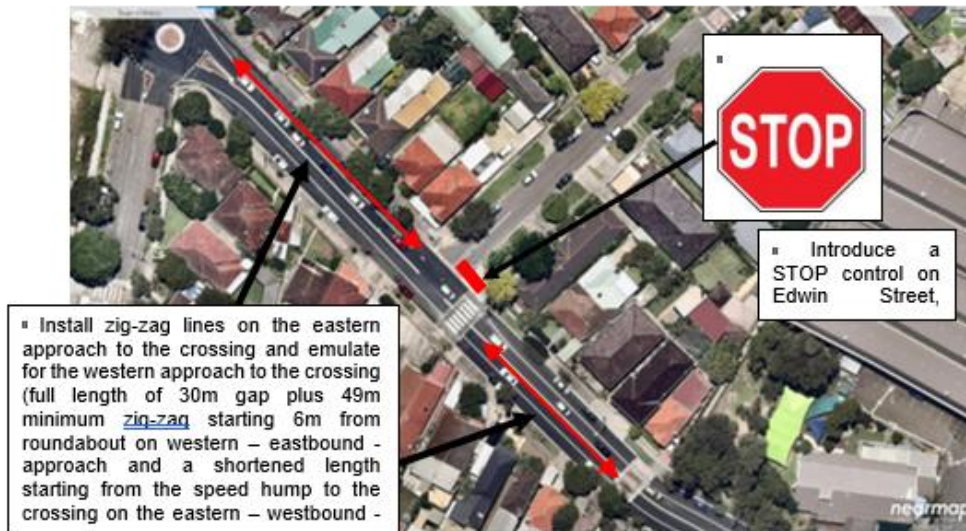 STOP
Introduce a
STOP control on
Edwin Street,
Install zig-zag lines on the eastern
approach to the crossing and emulate
for the western approach to the crossing
(full length of 30m gap plus 49m
minimum zig-zag starting 6m from
roundabout on western – eastbound -
approach and a shortened length
starting from the speed hump to the
crossing on the eastern – westbound -
nearmap